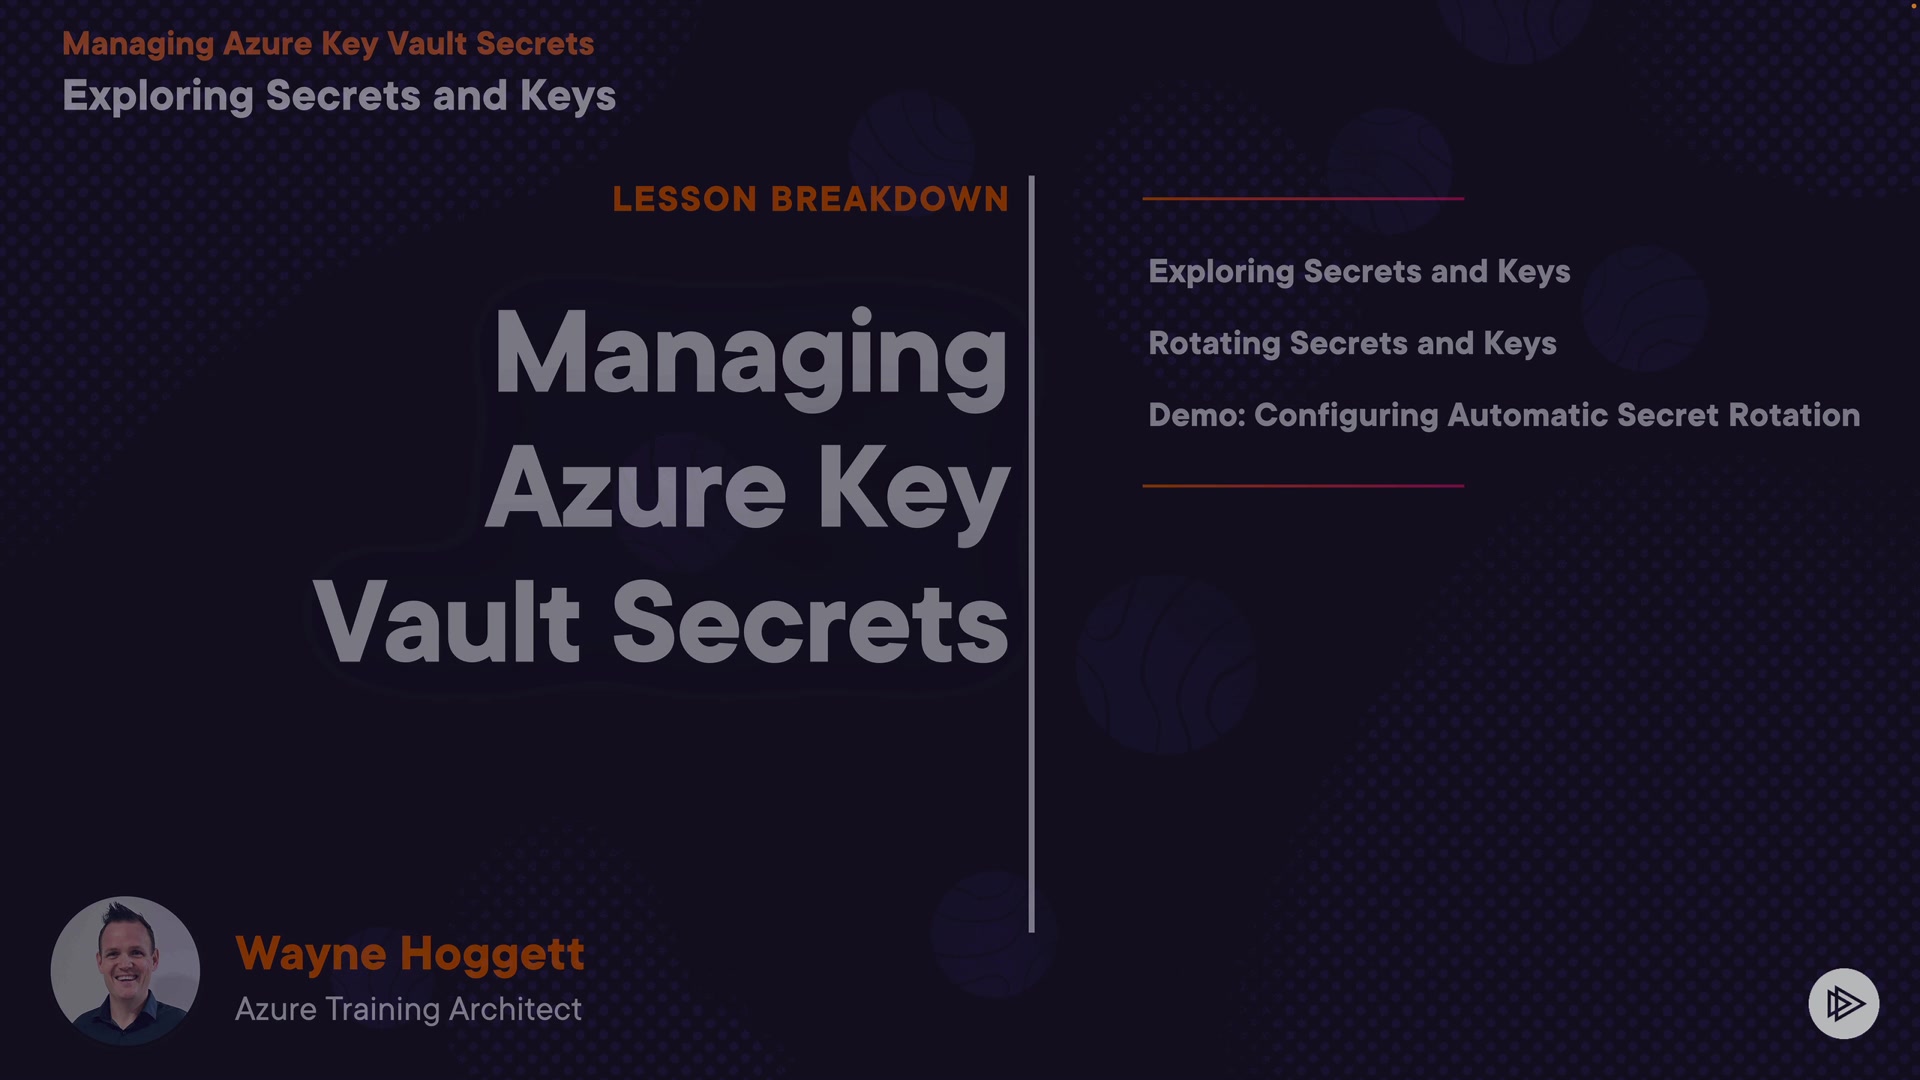 Managing Azure Key Vault Secrets
Exploring Secrets and Keys
LESSON BREAKDOWN
Managing
Azure Key
Vault Secrets
Exploring Secrets and Keys
Rotating Secrets and Keys
Demo: Configuring Automatic Secret Rotation
Wayne Hoggett
Azure Training Architect